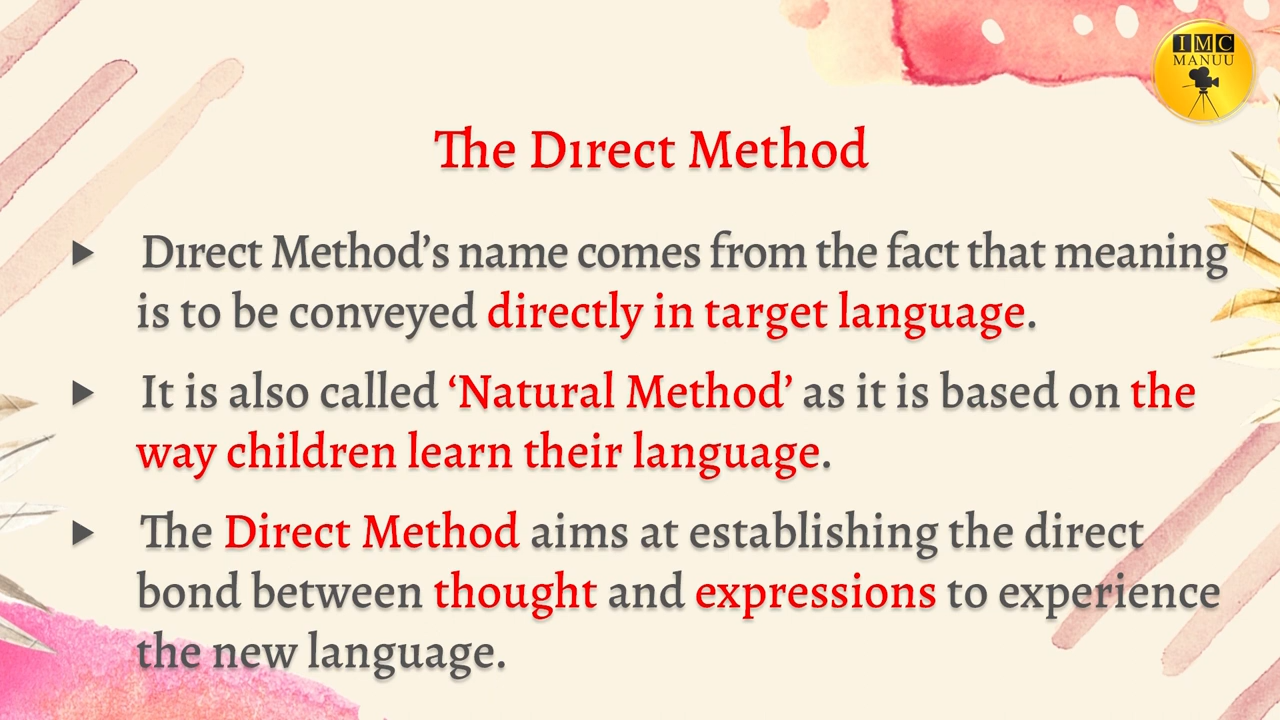 IMC
MANUU
The Dırect Method
Dırect Method’s name comes from the fact that meaning
is to be conveyed directly in target language.
It is also called ‘Natural Method’ as it is based on the
way children learn their language.
The Direct Method aims at establishing the direct
bond between thought and expressions to experience
the new language.